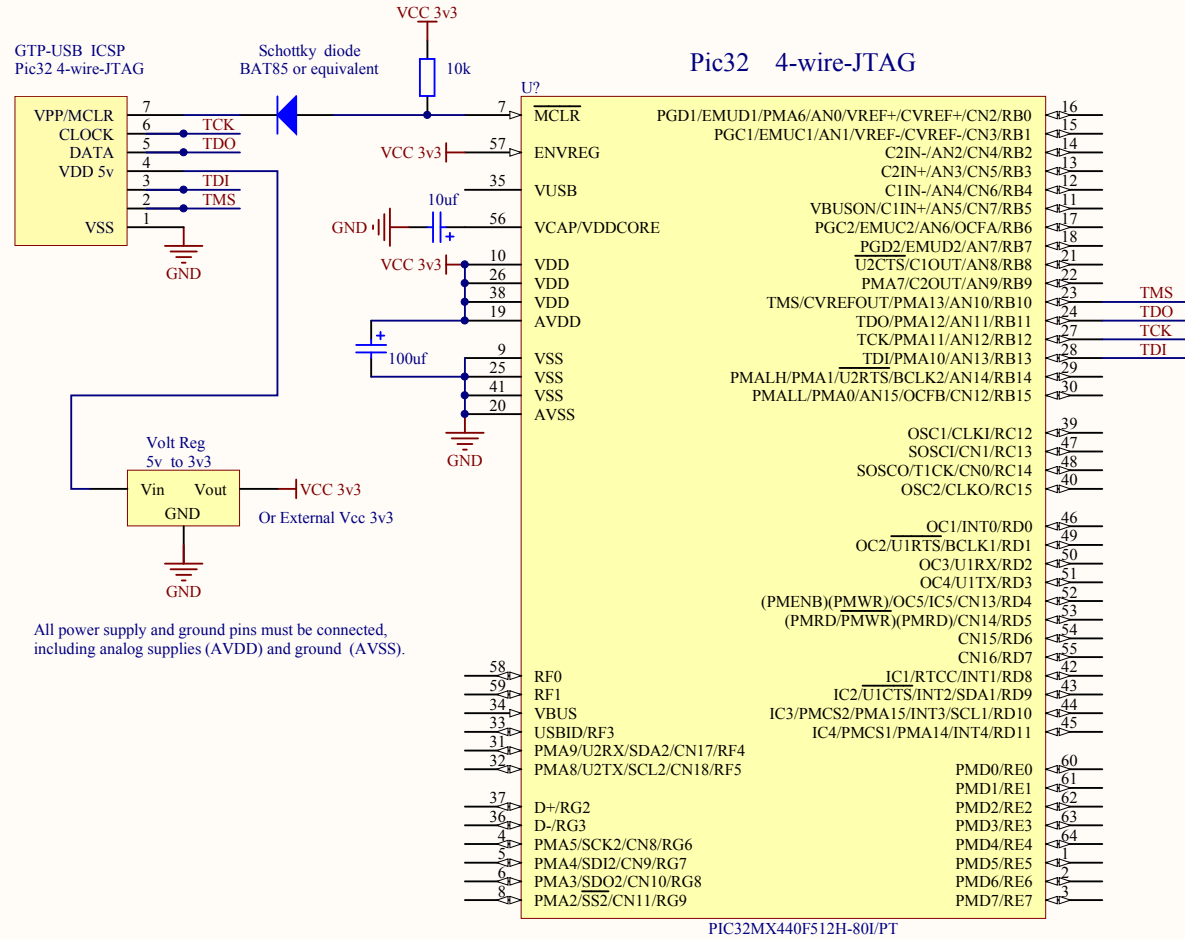 VCC 3v3
GTP-USB ICSP
Pic32 4-wire-JTAG
Schottky diode
BAT85 or equivalent
10k
Pic32 4-wire-JTAG
U?
VPP/MCLR 7
CLOCK 6 TCK
DATA 5 TDO
VDD 5v 4
3 TDI
2 TMS
VSS 1
GND
7 MCLR
VCC 3v3 57 ENVREG
35 VUSB
10uf
GND + 56 VCAP/VDDCORE
VCC 3v3 10 VDD
26 VDD
38 VDD
19 AVDD
+
100uf
9 VSS
25 VSS
41 VSS
20 AVSS
GND
Volt Reg
5v to 3v3
Vin Vout
GND
VCC 3v3
Or External Vcc 3v3
GND
All power supply and ground pins must be connected,
including analog supplies (AVDD) and ground (AVSS).
58 RF0
59 RF1
34 VBUS
33 USBID/RF3
31 PMA9/U2RX/SDA2/CN17/RF4
32 PMA8/U2TX/SCL2/CN18/RF5
37 D+/RG2
36 D-/RG3
4 PMA5/SCK2/CN8/RG6
5 PMA4/SDI2/CN9/RG7
6 PMA3/SDO2/CN10/RG8
8 PMA2/SS2/CN11/RG9
PGD1/EMUD1/PMA6/AN0/VREF+/CVREF+/CN2/RB0 16
PGC1/EMUC1/AN1/VREF-/CVREF-/CN3/RB1 15
C2IN-/AN2/CN4/RB2 14
C2IN+/AN3/CN5/RB3 13
C1IN-/AN4/CN6/RB4 12
VBUSON/C1IN+/AN5/CN7/RB5 11
PGC2/EMUC2/AN6/OCFA/RB6 17
PGD2/EMUD2/AN7/RB7 18
U2CTS/C1OUT/AN8/RB8 21
PMA7/C2OUT/AN9/RB9 22
TMS/CVREFOUT/PMA13/AN10/RB10 23 TMS
TDO/PMA12/AN11/RB11 24 TDO
TCK/PMA11/AN12/RB12 27 TCK
TDI/PMA10/AN13/RB13 28 TDI
PMALH/PMA1/U2RTS/BCLK2/AN14/RB14 29
PMALL/PMA0/AN15/OCFB/CN12/RB15 30
OSC1/CLKI/RC12 39
SOSCI/CN1/RC13 47
SOSCO/T1CK/CN0/RC14 48
OSC2/CLKO/RC15 40
OC1/INT0/RD0 46
OC2/U1RTS/BCLK1/RD1 49
OC3/U1RX/RD2 50
OC4/U1TX/RD3 51
(PMENB)(PMWR)/OC5/IC5/CN13/RD4 52
(PMRD/PMWR)(PMRD)/CN14/RD5 53
CN15/RD6 54
CN16/RD7 55
IC1/RTCC/INT1/RD8 42
IC2/U1CTS/INT2/SDA1/RD9 43
IC3/PMCS2/PMA15/INT3/SCL1/RD10 44
IC4/PMCS1/PMA14/INT4/RD11 45
PMD0/RE0 60
PMD1/RE1 61
PMD2/RE2 62
PMD3/RE3 63
PMD4/RE4 64
PMD5/RE5 1
PMD6/RE6 2
PMD7/RE7 3
PIC32MX440F512H-80I/PT